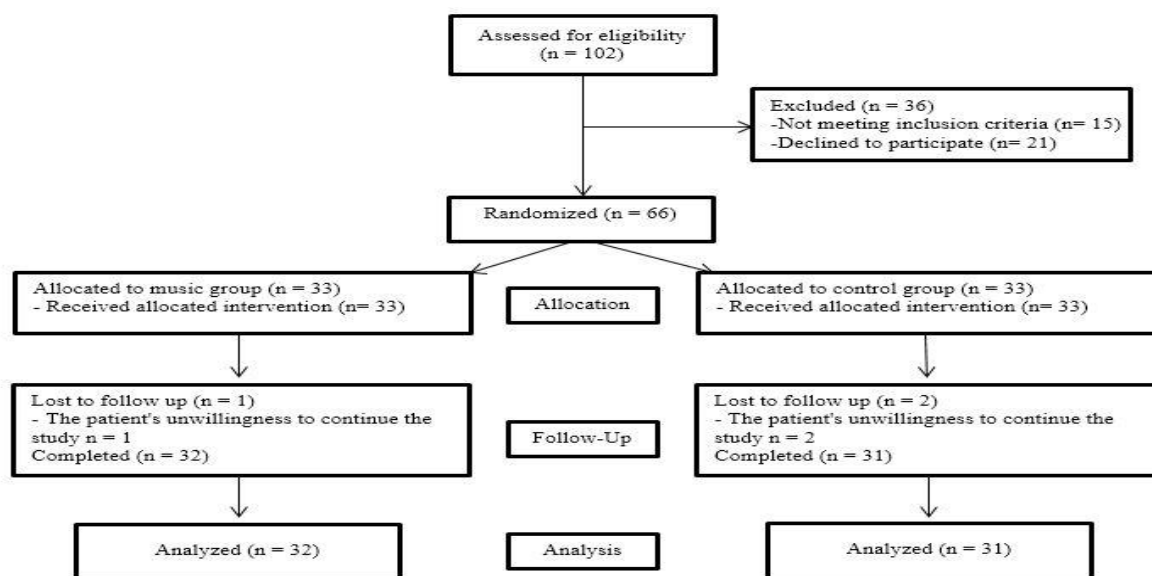 Assessed for eligibility
(n = 102)
Excluded (n = 36)
-Not meeting inclusion criteria (n= 15)
-Declined to participate (n= 21)
Randomized (n = 66)
Allocated to music group (n = 33)
- Received allocated intervention (n= 33)
Allocation
Allocated to control group (n = 33)
- Received allocated intervention (n= 33)
Lost to follow up (n = 1)
- The patient's unwillingness to continue the
study n = 1
Completed (n = 32)
Follow-Up
Lost to follow up (n = 2)
- The patient's unwillingness to continue the
study n = 2
Completed (n = 31)
Analyzed (n = 32)
Analysis
Analyzed (n = 31)